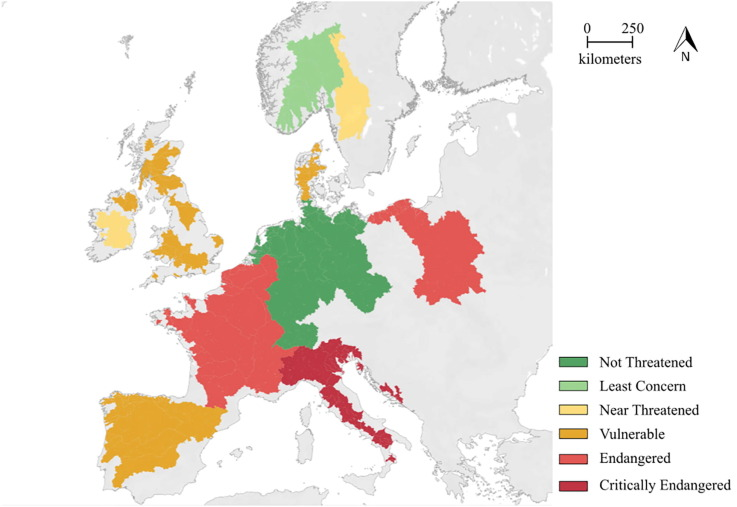 0 250
kilometers
N
Not Threatened
Least Concern
Near Threatened
Vulnerable
Endangered
Critically Endangered